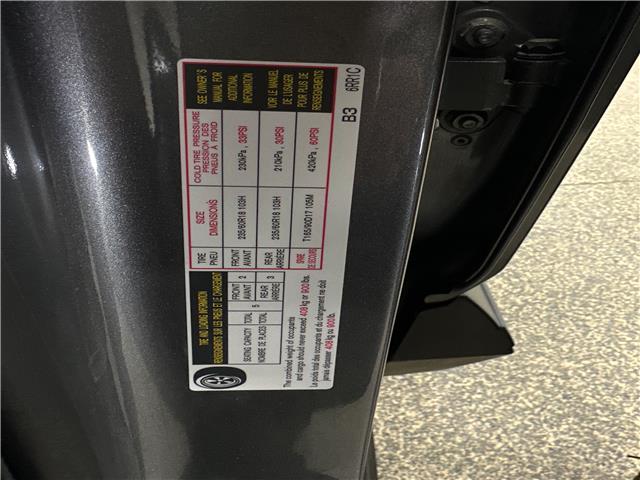 TIRE AND LOADING INFORMATION
RENSEIGNEMENTS SUR LES PNEUS ET LE CHARGEMENT
SEATING CAPACITY TOTAL
NOMBRE DE PLACES TOTAL
5
FRONT
AVANT
2
REAR
ARRIÈRE
3
The combined weight of occupants
and cargo should never exceed 408 kg or 900 lbs.
Le poids total des occupants et du chargement ne doit
jamais dépasser 408 kg ou 900 lb.
TIRE
PNEU
SIZE
DIMENSIONS
COLD TIRE PRESSURE
PRESSION DES
PNEUS À FROID
SEE OWNER'S
MANUAL FOR
ADDITIONAL
INFORMATION
FRONT
AVANT
235/60R18 103H
230kPa, 33PSI
REAR
ARRIÈRE
235/60R18 103H
210kPa, 30PSI
VOIR LE MANUEL
DE L'USAGER
POUR PLUS DE
RENSEIGNEMENTS
SPARE
DE SECOURS
T165/90D17 105M
420kPa, 60PSI
B3 6RR1C